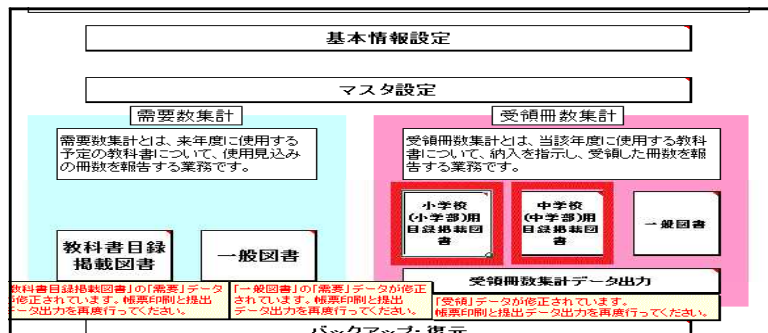 基本情報設定
マスタ設定
需要数集計
需要数集計とは、来年度に使用する
予定の教科書について、使用見込み
の冊数を報告する業務です。
教科書目録
掲載図書
一般図書
教科書目録掲載図書」の「需要」データ
が修正されています。帳票印刷と提出
データ出力を再度行ってください。
「一般図書」の「需要」データが修正
されています。帳票印刷と提出
データ出力を再度行ってください。
受領冊数集計
受領冊数集計とは、当該年度に使用する教科
書について、納入を指示し、受領した冊数を報
告する業務です。
小学校
(小学部)用
目録掲載図
書
中学校
(中学部)用
目録掲載図
書
一般図書
受領冊数集計データ出力
「受領」データが修正されています。
帳票印刷と提出データ出力を再度行ってください。
バックアップ・復元